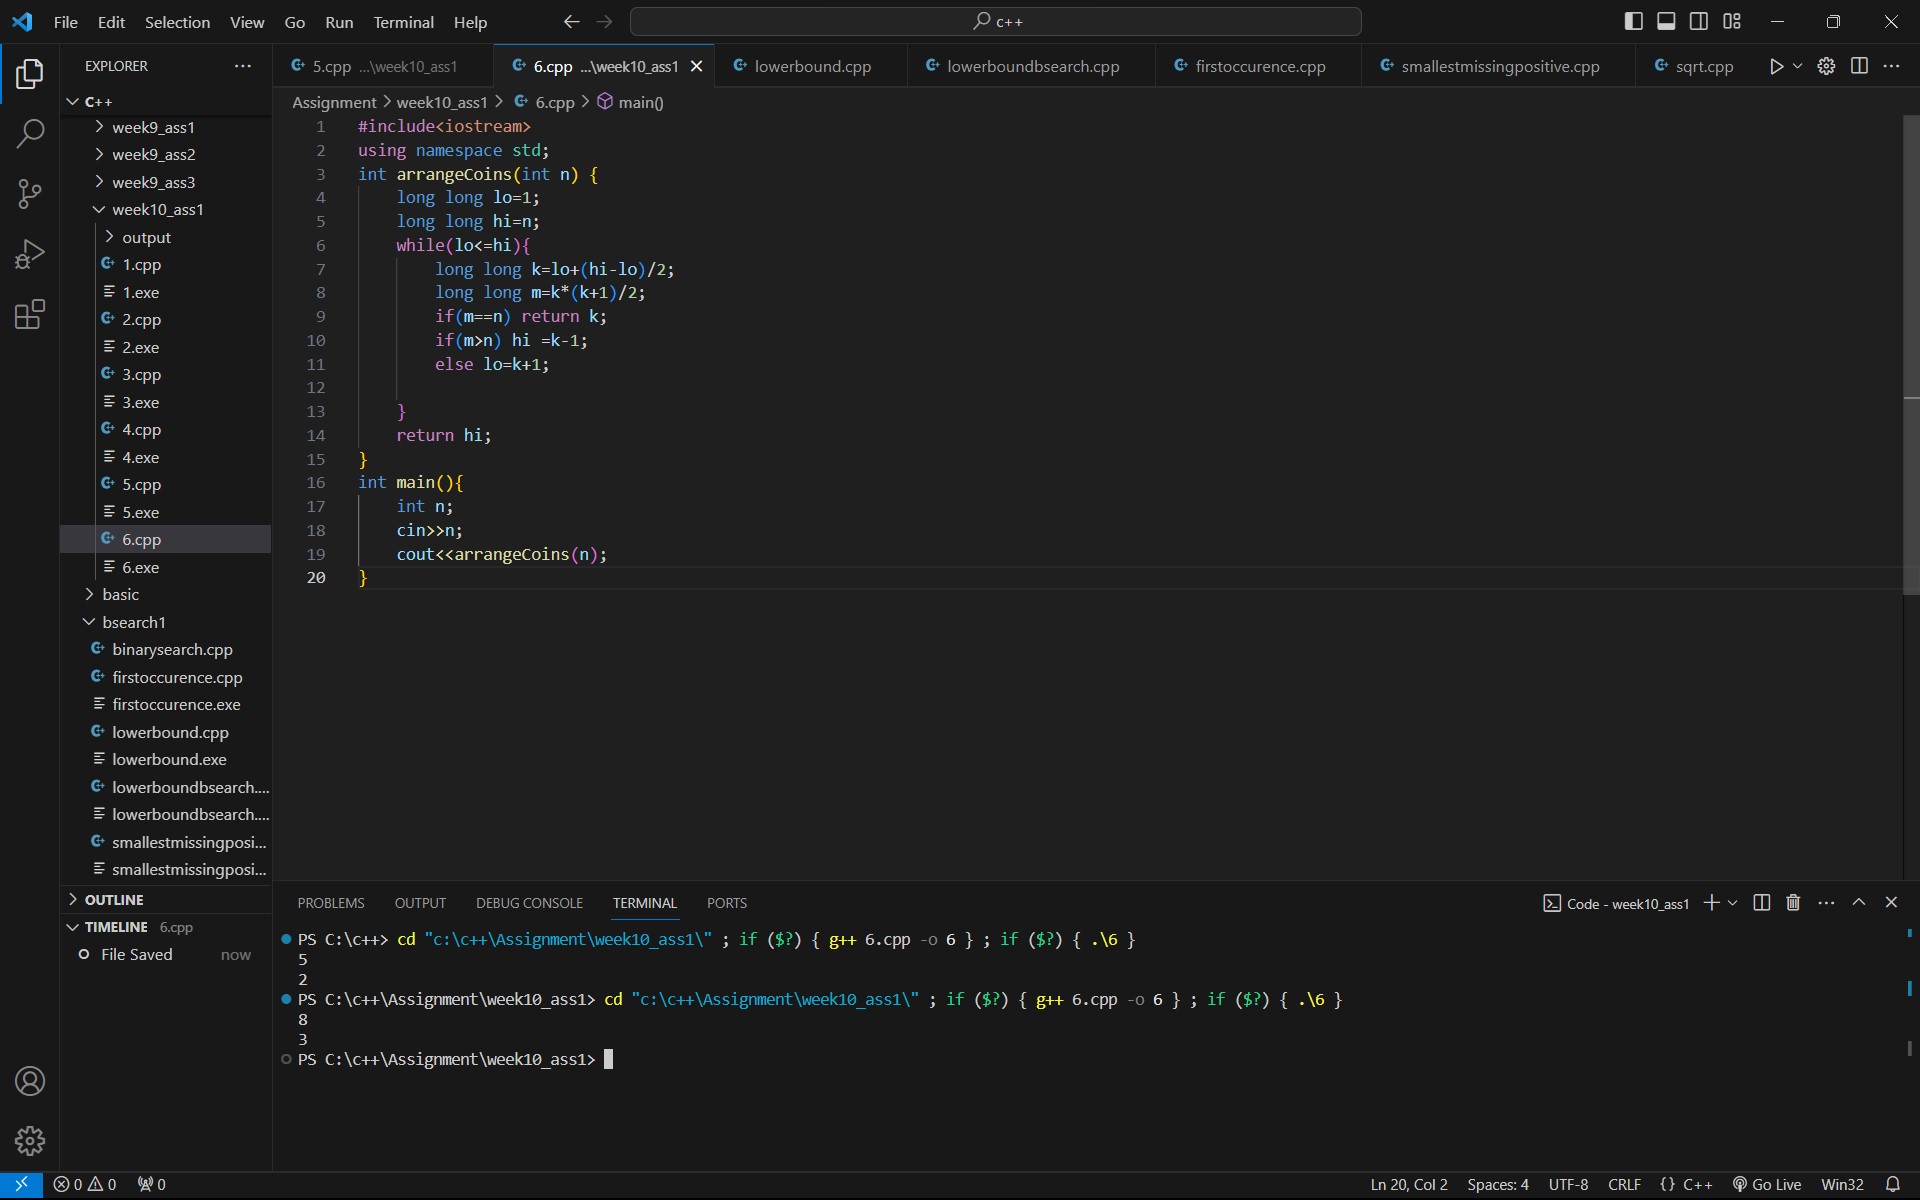 File Edit Selection View Go Run Terminal Help
c++
EXPLORER
5.cpp ...\week10_ass1
6.cpp ...\week10_ass1
lowerbound.cpp
lowerboundbsearch.cpp
firstoccurence.cpp
smallestmissingpositive.cpp
sqrt.cpp
C++
week9_ass1
week9_ass2
week9_ass3
week10_ass1
output
1.cpp
1.exe
2.cpp
2.exe
3.cpp
3.exe
4.cpp
4.exe
5.cpp
5.exe
6.cpp
6.exe
basic
bsearch1
binarysearch.cpp
firstoccurence.cpp
firstoccurence.exe
lowerbound.cpp
lowerbound.exe
lowerboundbsearch....
lowerboundbsearch....
smallestmissingposi...
smallestmissingposi...
OUTLINE
TIMELINE 6.cpp
File Saved now
Assignment > week10_ass1 > 6.cpp > main()
1 #include<iostream>
2 using namespace std;
3 int arrangeCoins(int n) {
4 long long lo=1;
5 long long hi=n;
6 while(lo<=hi){
7 long long k=lo+(hi-lo)/2;
8 long long m=k*(k+1)/2;
9 if(m==n) return k;
10 if(m>n) hi =k-1;
11 else lo=k+1;
12
13 }
14 return hi;
15 }
16 int main(){
17 int n;
18 cin>>n;
19 cout<<arrangeCoins(n);
20 }
PROBLEMS OUTPUT DEBUG CONSOLE TERMINAL PORTS
Code - week10_ass1
PS C:\c++> cd "c:\c++\Assignment\week10_ass1\" ; if ($?) { g++ 6.cpp -o 6 } ; if ($?) { .\6 }
5
2
PS C:\c++\Assignment\week10_ass1> cd "c:\c++\Assignment\week10_ass1\" ; if ($?) { g++ 6.cpp -o 6 } ; if ($?) { .\6 }
8
3
PS C:\c++\Assignment\week10_ass1>
0 0 0
Ln 20, Col 2 Spaces: 4 UTF-8 CRLF {} C++ Go Live Win32